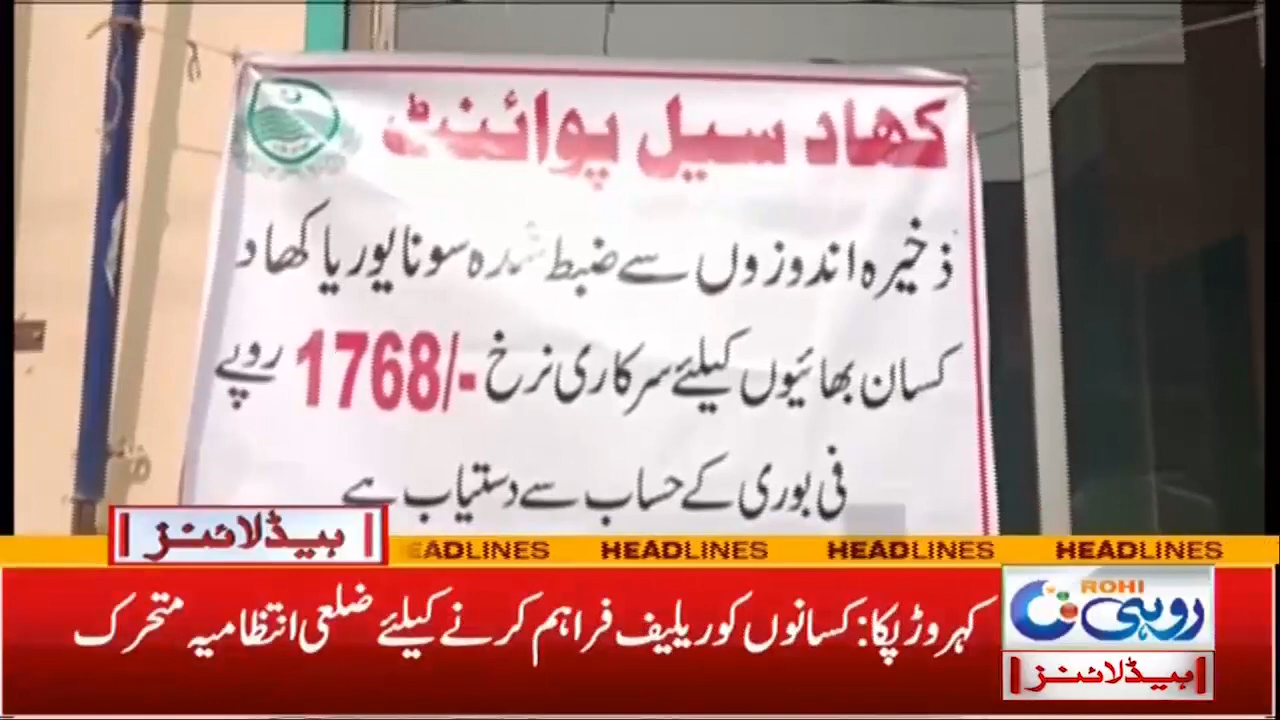 کھاد سیل پوائنٹ
ذخیرہ اندوزوں سے ضبط شدہ سونا یوریا کھاد
کسان بھائیوں کیلئے سرکاری نرخ 1768/- روپے
فی بوری کے حساب سے دستیاب ہے
ہیڈلائنز
EADLINES HEADLINES HEADLINES HEADLINES
ROHI
روہی
کہروڑپکا: کسانوں کو ریلیف فراہم کرنے کیلئے ضلعی انتظامیہ متحرک
ہیڈلائنز